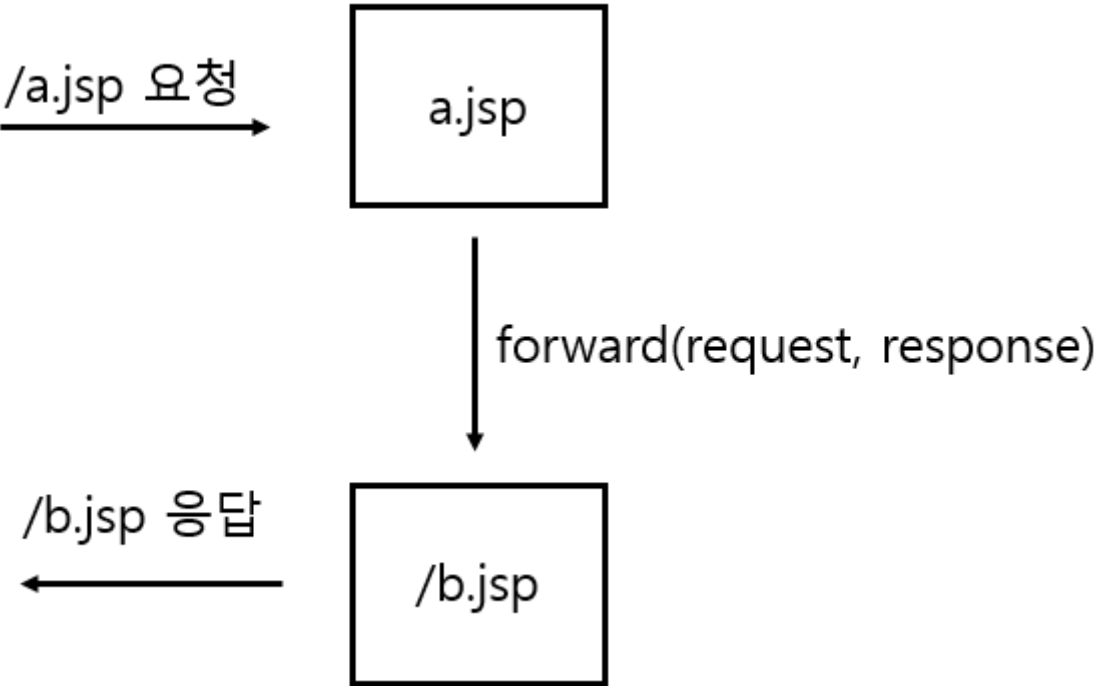 /a.jsp 요청
a.jsp
forward(request, response)
/b.jsp 응답
/b.jsp